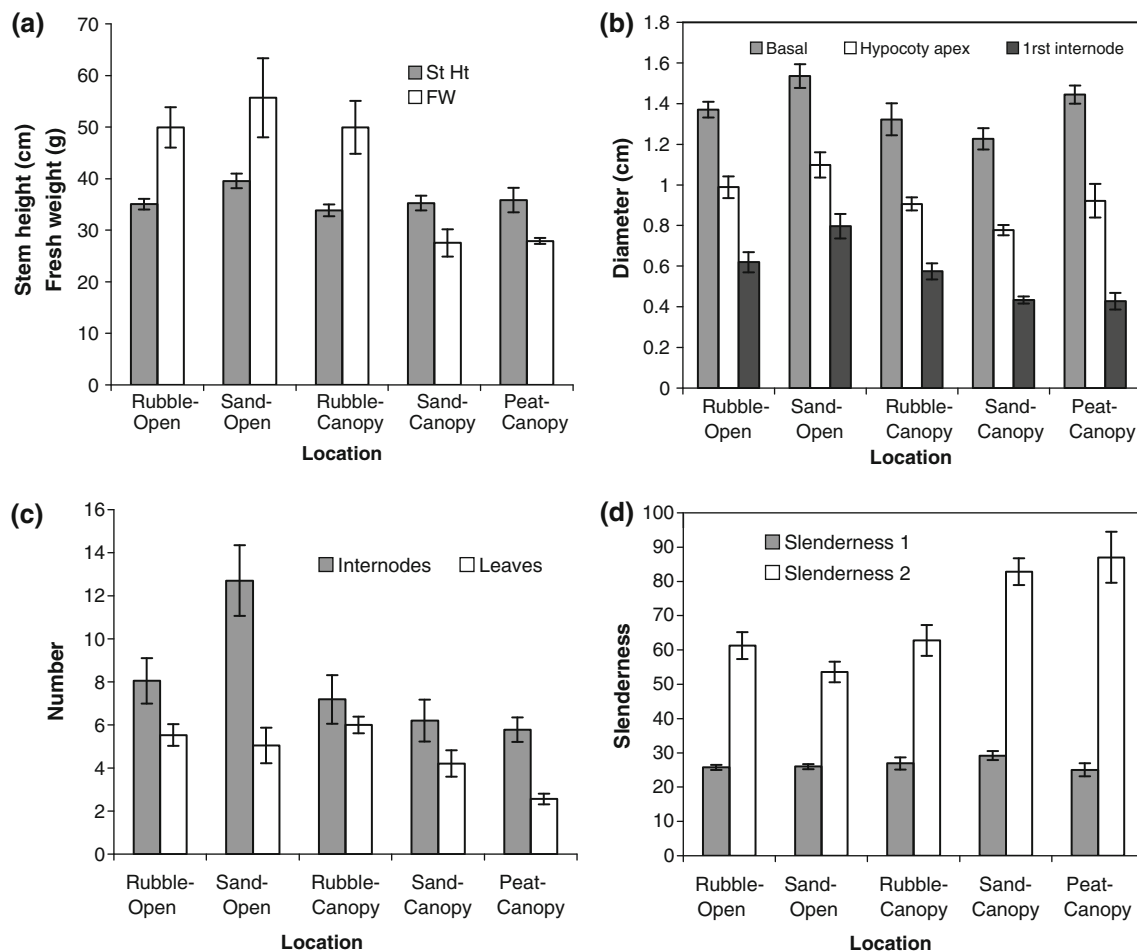 (a)
70
60
50
40
30
20
10
0
Stem height (cm)
Fresh weight (g)
St Ht
FW
Rubble-
Open
Sand-
Open
Rubble-
Canopy
Sand-
Canopy
Peat-
Canopy
Location
(b)
1.8
1.6
1.4
1.2
1
0.8
0.6
0.4
0.2
0
Diameter (cm)
Basal
Hypocoty apex
1rst internode
Rubble-
Open
Sand-
Open
Rubble-
Canopy
Sand-
Canopy
Peat-
Canopy
Location
(c)
16
14
12
10
8
6
4
2
0
Number
Internodes
Leaves
Rubble-
Open
Sand-
Open
Rubble-
Canopy
Sand-
Canopy
Peat-
Canopy
Location
(d)
100
90
80
70
60
50
40
30
20
10
0
Slenderness
Slenderness 1
Slenderness 2
Rubble-
Open
Sand-
Open
Rubble-
Canopy
Sand-
Canopy
Peat-
Canopy
Location